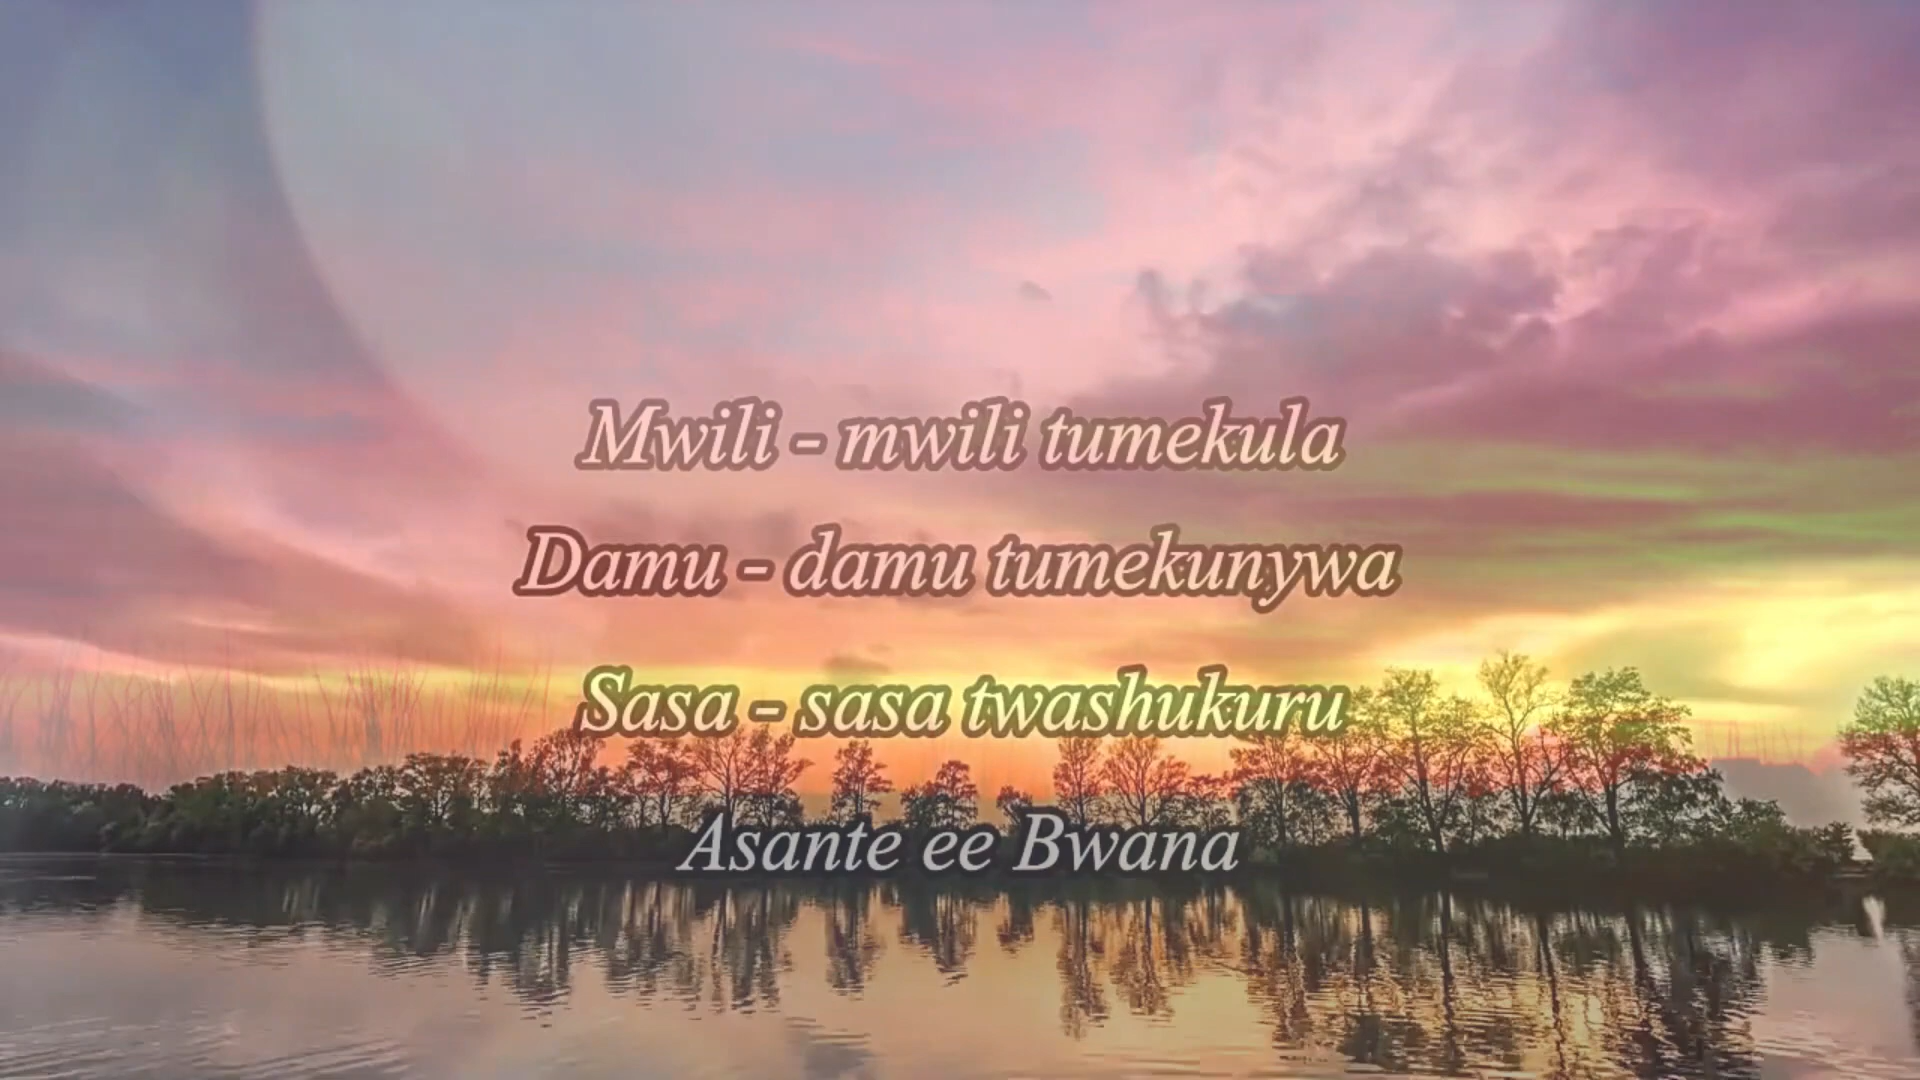 Mwili - mwili tumekula
Damu - damu tumekunywa
Sasa - sasa twashukuru
Asante ee Bwana